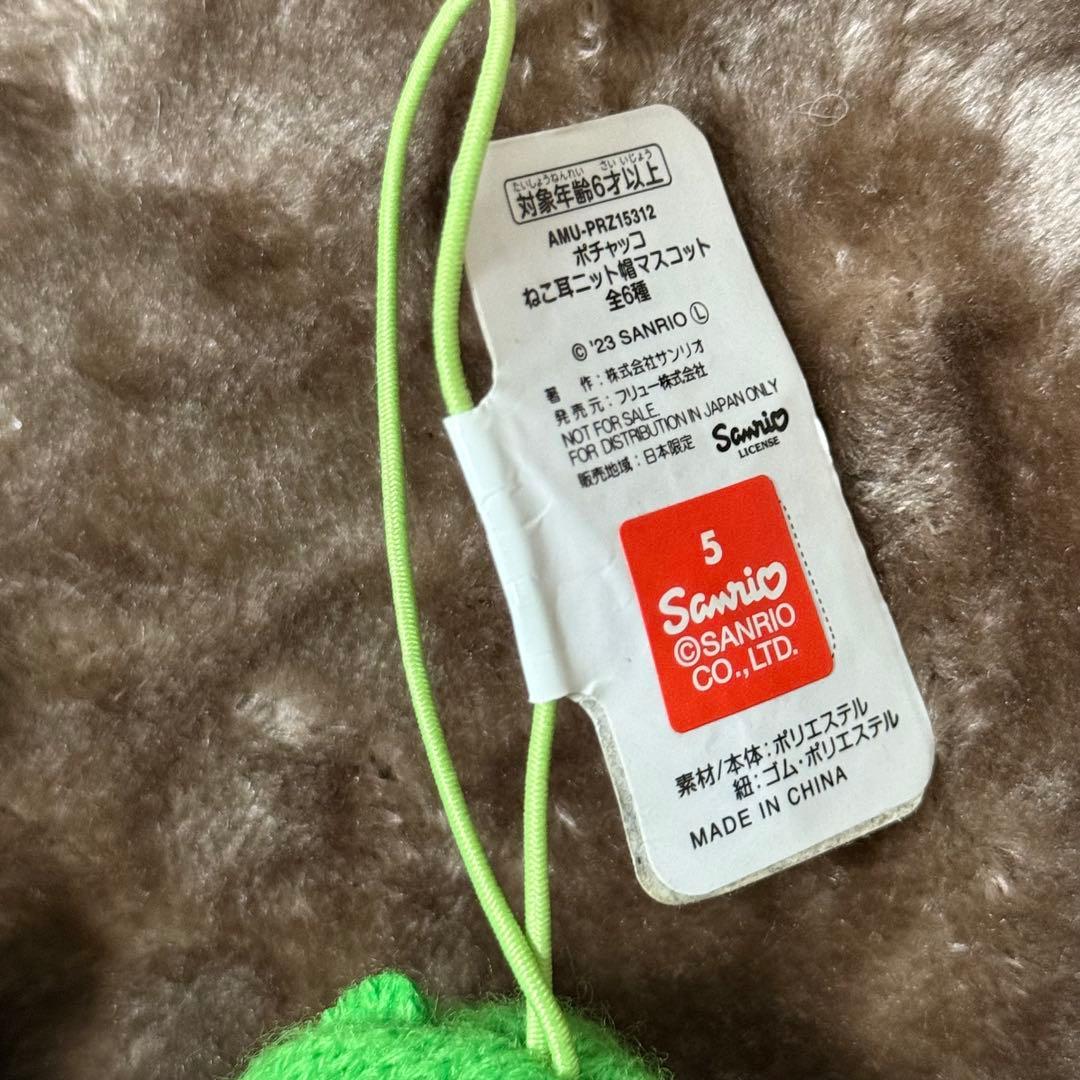 たいしょうねんれい さい いじょう
対象年齢6才以上
AMU-PRZ15312
ポチャッコ
ねこ耳ニット帽マスコット
全6種
© '23 SANRIO Ⓛ
著 作:株式会社サンリオ
発売元:フリュー株式会社
NOT FOR SALE
FOR DISTRIBUTION IN JAPAN ONLY
販売地域:日本限定
Sanrio
LICENSE
5
Sanrio
©SANRIO
CO.,LTD.
素材/本体:ポリエステル
紐:ゴム・ポリエステル
MADE IN CHINA